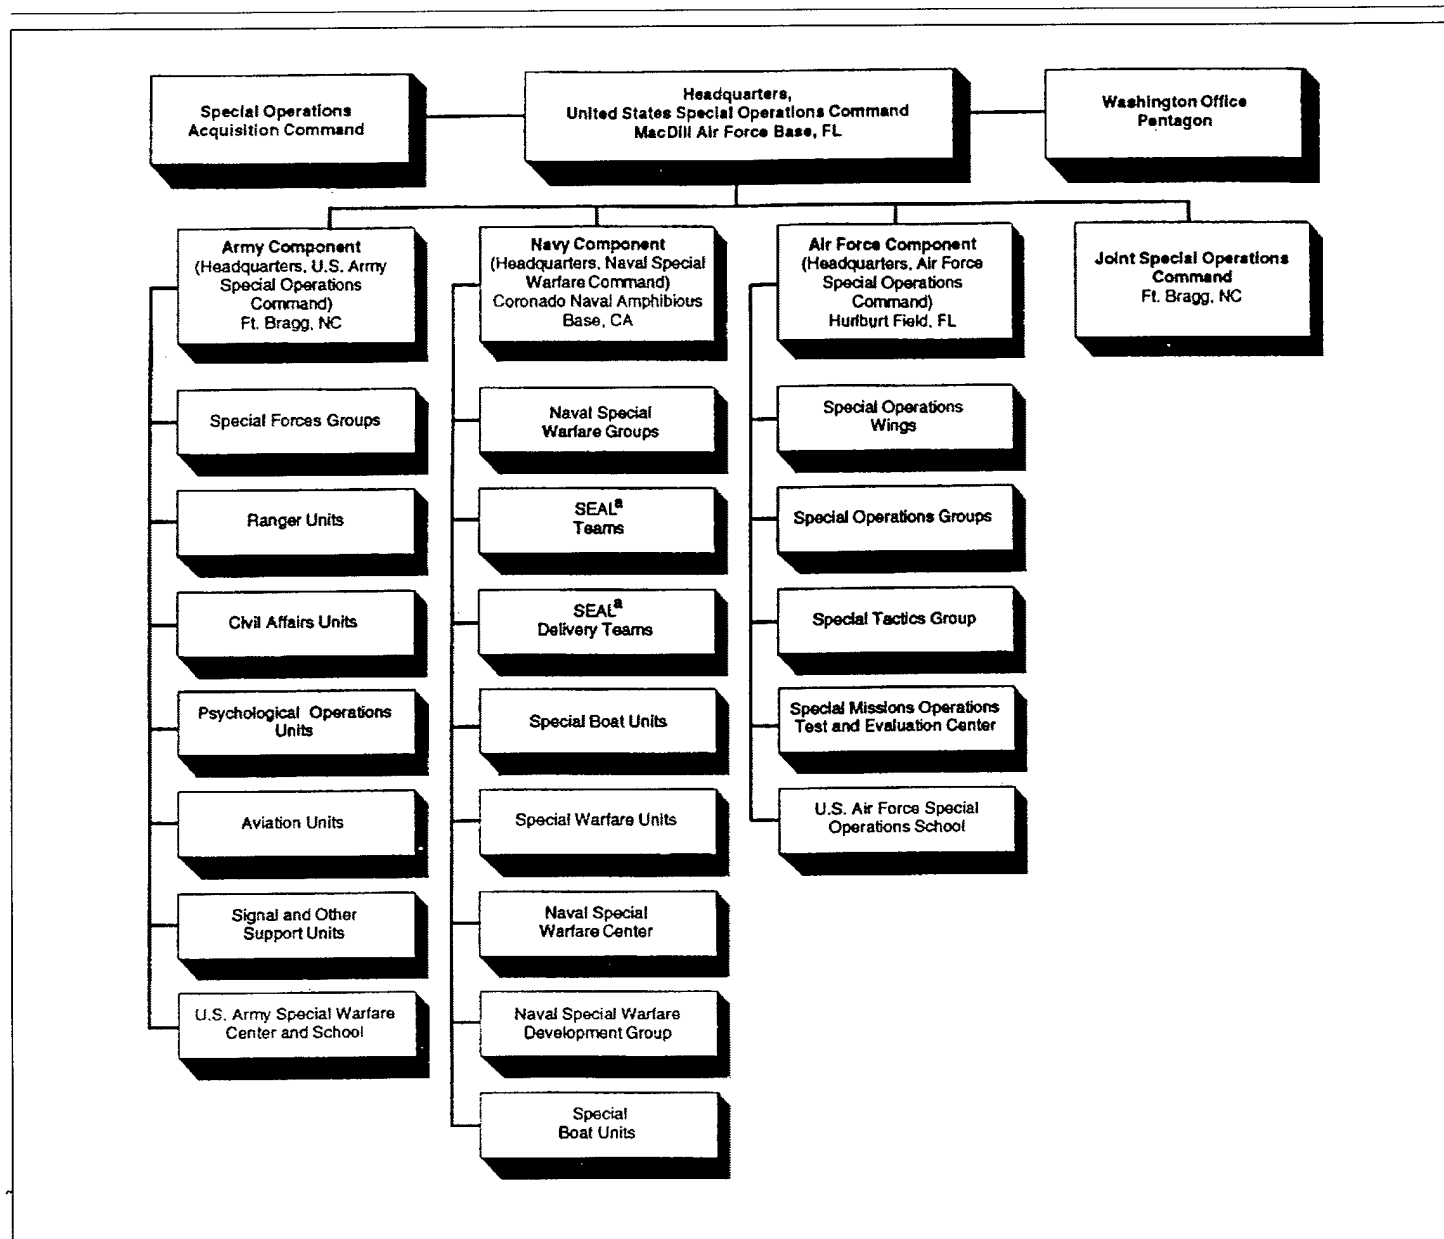 Special Operations
Acquisition Command
Headquarters,
United States Special Operations Command
MacDill Air Force Base, FL
Washington Office
Pentagon
Army Component
(Headquarters, U.S. Army
Special Operations
Command)
Ft. Bragg, NC
Special Forces Groups
Ranger Units
Civil Affairs Units
Psychological Operations
Units
Aviation Units
Signal and Other
Support Units
U.S. Army Special Warfare
Center and School
Navy Component
(Headquarters, Naval Special
Warfare Command)
Coronado Naval Amphibious
Base, CA
Naval Special
Warfare Groups
SEALa
Teams
SEALa
Delivery Teams
Special Boat Units
Special Warfare Units
Naval Special
Warfare Center
Naval Special Warfare
Development Group
Special
Boat Units
Air Force Component
(Headquarters, Air Force
Special Operations
Command)
Hurlburt Field, FL
Special Operations
Wings
Special Operations Groups
Special Tactics Group
Special Missions Operations
Test and Evaluation Center
U.S. Air Force Special
Operations School
Joint Special Operations
Command
Ft. Bragg, NC